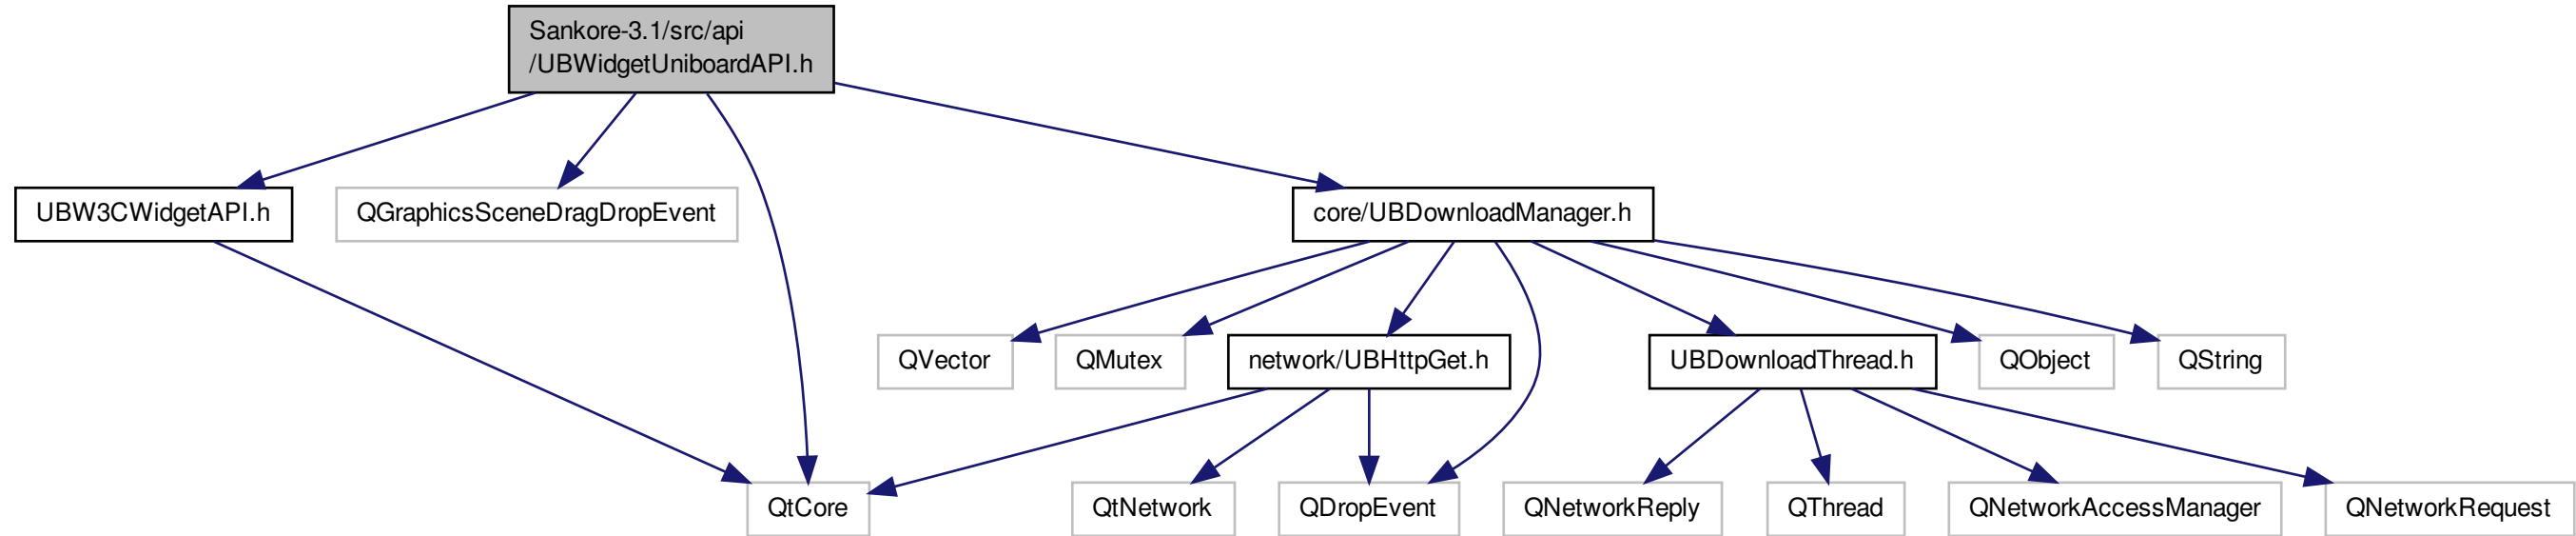 Sankore-3.1/src/api
/UBWidgetUniboardAPI.h
UBW3CWidgetAPI.h
QGraphicsSceneDragDropEvent
core/UBDownloadManager.h
QVector
QMutex
network/UBHttpGet.h
UBDownloadThread.h
QObject
QString
QtCore
QtNetwork
QDropEvent
QNetworkReply
QThread
QNetworkAccessManager
QNetworkRequest